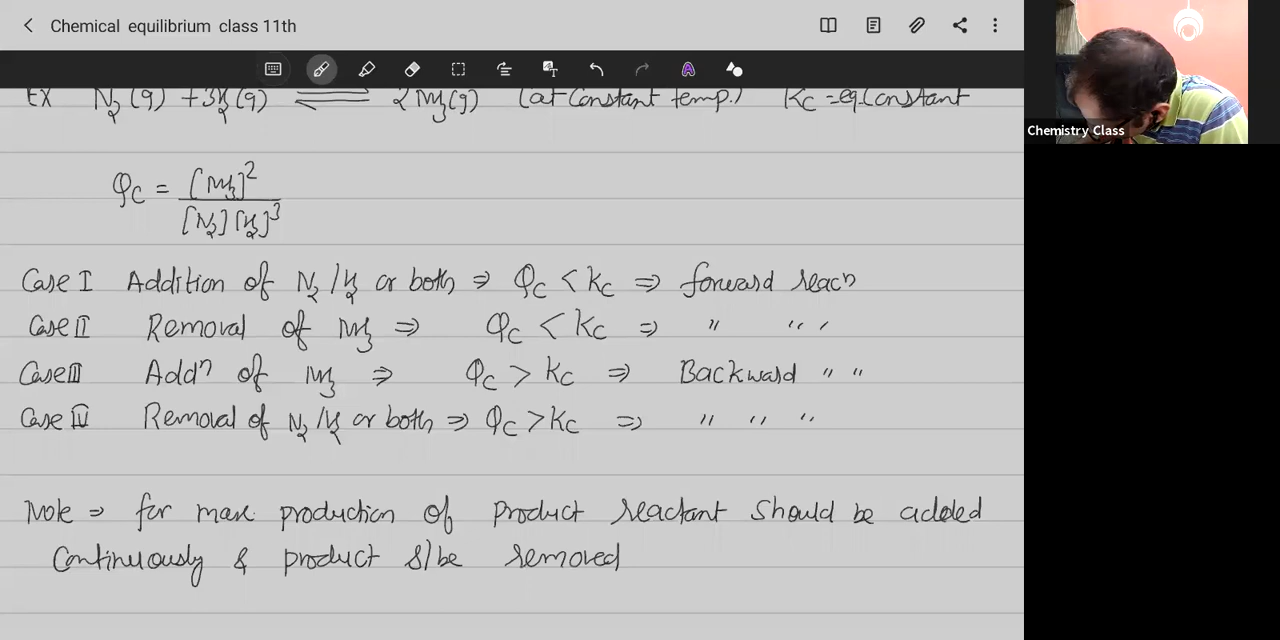 Chemical equilibrium class 11th
EX N₂(g) + 3H₂(g) ⇌ 2NH₃(g) (at Constant temp.) Kc = eq. Constant
Qc = [NH₃]² / [N₂][H₂]³
Case I Addition of N₂/H₂ or both ⇒ Qc < Kc ⇒ forward reacⁿ
Case II Removal of NH₃ ⇒ Qc < Kc ⇒ " " "
Case III Addⁿ of NH₃ ⇒ Qc > Kc ⇒ Backward " "
Case IV Removal of N₂/H₂ or both ⇒ Qc > Kc ⇒ " " "
Note ⇒ for max. production of product reactant should be added
Continuously & product s/be removed
Chemistry Class